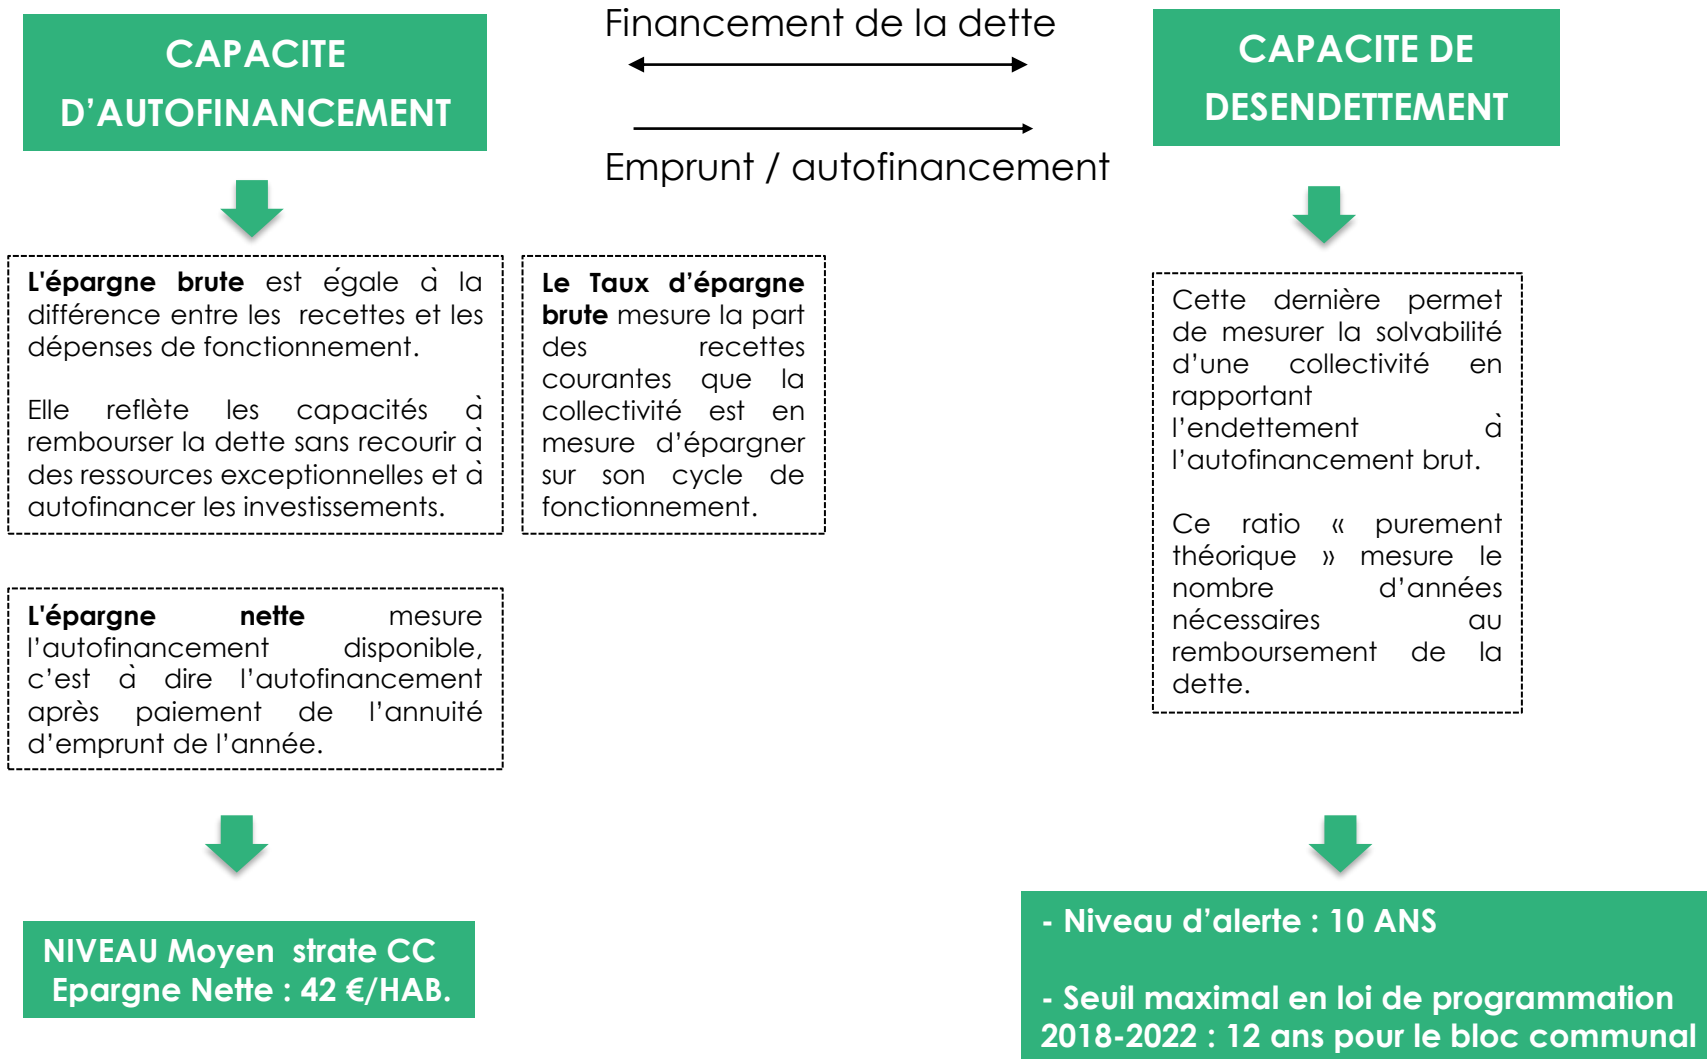 CAPACITE
D’AUTOFINANCEMENT
Financement de la dette
Emprunt / autofinancement
CAPACITE DE
DESENDETTEMENT
L'épargne brute est égale à la
différence entre les recettes et les
dépenses de fonctionnement.
Elle reflète les capacités à
rembourser la dette sans recourir à
des ressources exceptionnelles et à
autofinancer les investissements.
Le Taux d’épargne
brute mesure la part
des recettes
courantes que la
collectivité est en
mesure d’épargner
sur son cycle de
fonctionnement.
Cette dernière permet
de mesurer la solvabilité
d’une collectivité en
rapportant
l’endettement à
l’autofinancement brut.
Ce ratio « purement
théorique » mesure le
nombre d’années
nécessaires au
remboursement de la
dette.
L'épargne nette mesure
l’autofinancement disponible,
c’est à dire l’autofinancement
après paiement de l’annuité
d’emprunt de l’année.
NIVEAU Moyen strate CC
Epargne Nette : 42 €/HAB.
- Niveau d’alerte : 10 ANS
- Seuil maximal en loi de programmation
2018-2022 : 12 ans pour le bloc communal